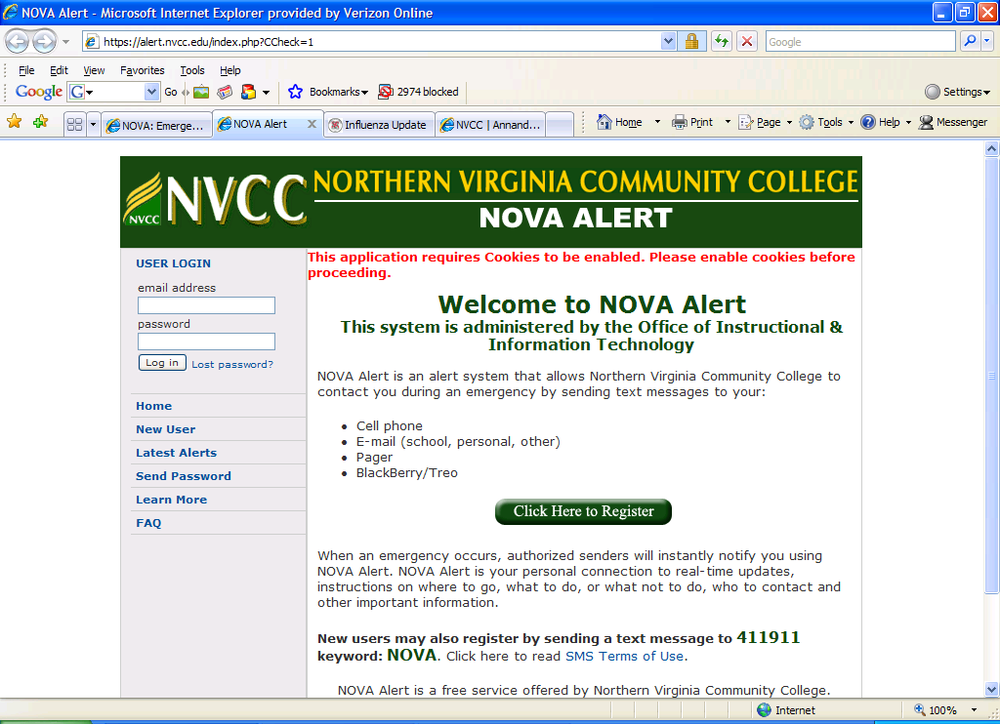 NOVA Alert - Microsoft Internet Explorer provided by Verizon Online
https://alert.nvcc.edu/index.php?CCheck=1
Google
File Edit View Favorites Tools Help
Google G Go Bookmarks 2974 blocked Settings
NOVA: Emerge... NOVA Alert Influenza Update NVCC | Annand... Home Print Page Tools Help Messenger
NVCC NVCC NORTHERN VIRGINIA COMMUNITY COLLEGE
NOVA ALERT
USER LOGIN
email address
password
Log in Lost password?
Home
New User
Latest Alerts
Send Password
Learn More
FAQ
This application requires Cookies to be enabled. Please enable cookies before
proceeding.
Welcome to NOVA Alert
This system is administered by the Office of Instructional &
Information Technology
NOVA Alert is an alert system that allows Northern Virginia Community College to
contact you during an emergency by sending text messages to your:
• Cell phone
• E-mail (school, personal, other)
• Pager
• BlackBerry/Treo
Click Here to Register
When an emergency occurs, authorized senders will instantly notify you using
NOVA Alert. NOVA Alert is your personal connection to real-time updates,
instructions on where to go, what to do, or what not to do, who to contact and
other important information.
New users may also register by sending a text message to 411911
keyword: NOVA. Click here to read SMS Terms of Use.
NOVA Alert is a free service offered by Northern Virginia Community College.
Internet 100%